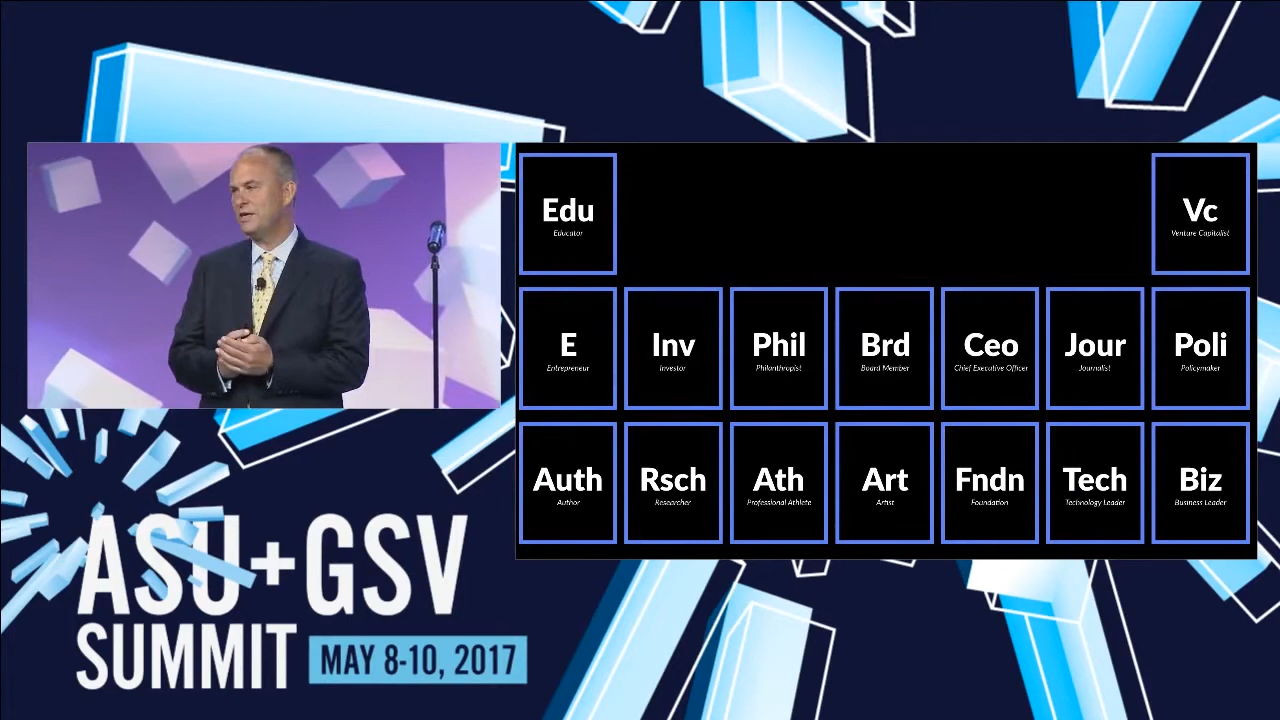 Edu
Educator
Vc
Venture Capitalist
E
Entrepreneur
Inv
Investor
Phil
Philanthropist
Brd
Board Member
Ceo
Chief Executive Officer
Jour
Journalist
Poli
Policymaker
Auth
Author
Rsch
Researcher
Ath
Professional Athlete
Art
Artist
Fndn
Foundation
Tech
Technology Leader
Biz
Business Leader
ASU+GSV
SUMMIT
MAY 8-10, 2017